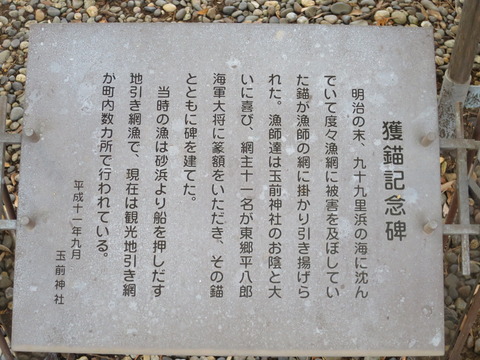 獲錨記念碑
明治の末、九十九里浜の海に沈ん
でいて度々漁網に被害を及ぼしてい
た錨が漁師の網に掛かり引き揚げら
れた。漁師達は玉前神社のお陰と大
いに喜び、網主十一名が東郷平八郎
海軍大将に篆額をいただき、その錨
とともに碑を建てた。
当時の漁は砂浜より船を押しだす
地引き網漁で、現在は観光地引き網
が町内数カ所で行われている。
平成十一年九月
玉前神社